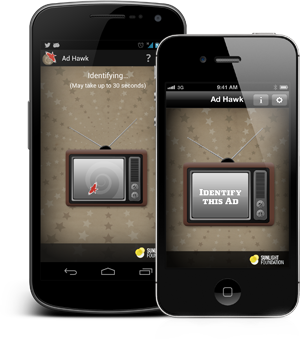 Ad Hawk
?
Identifying...
(May take up to 30 seconds)
SUNLIGHT
3G
9:41 AM
Ad Hawk
i
IDENTIFY
THIS AD
SUNLIGHT
FOUNDATION